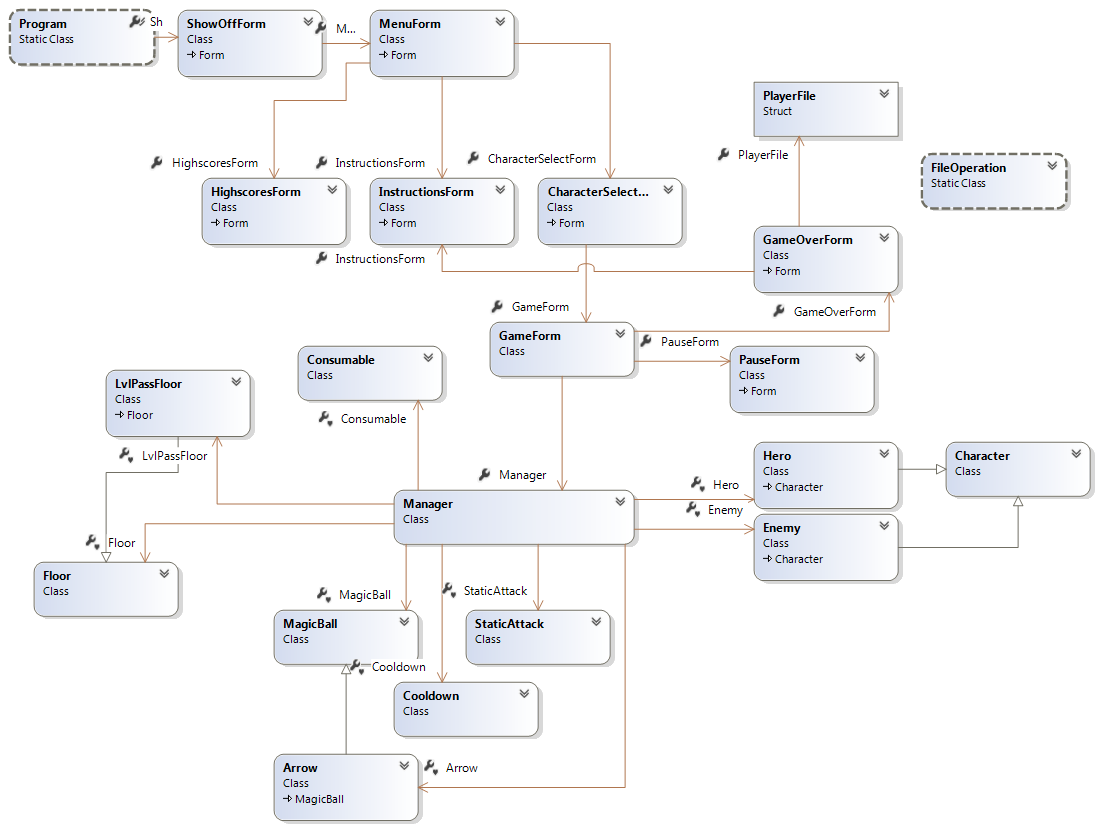 Program
Static Class
Sh
ShowOffForm
Class
Form
M...
MenuForm
Class
Form
PlayerFile
Struct
HighscoresForm
InstructionsForm
CharacterSelectForm
PlayerFile
FileOperation
Static Class
HighscoresForm
Class
Form
InstructionsForm
Class
Form
CharacterSelect...
Class
Form
GameOverForm
Class
Form
InstructionsForm
GameForm
GameOverForm
GameForm
Class
PauseForm
Consumable
Class
PauseForm
Class
Form
LvlPassFloor
Class
Floor
Consumable
LvlPassFloor
Manager
Hero
Class
Character
Character
Class
Hero
Enemy
Manager
Class
Enemy
Class
Character
Floor
Floor
Class
MagicBall
StaticAttack
MagicBall
Class
StaticAttack
Class
Cooldown
Cooldown
Class
Arrow
Class
MagicBall
Arrow